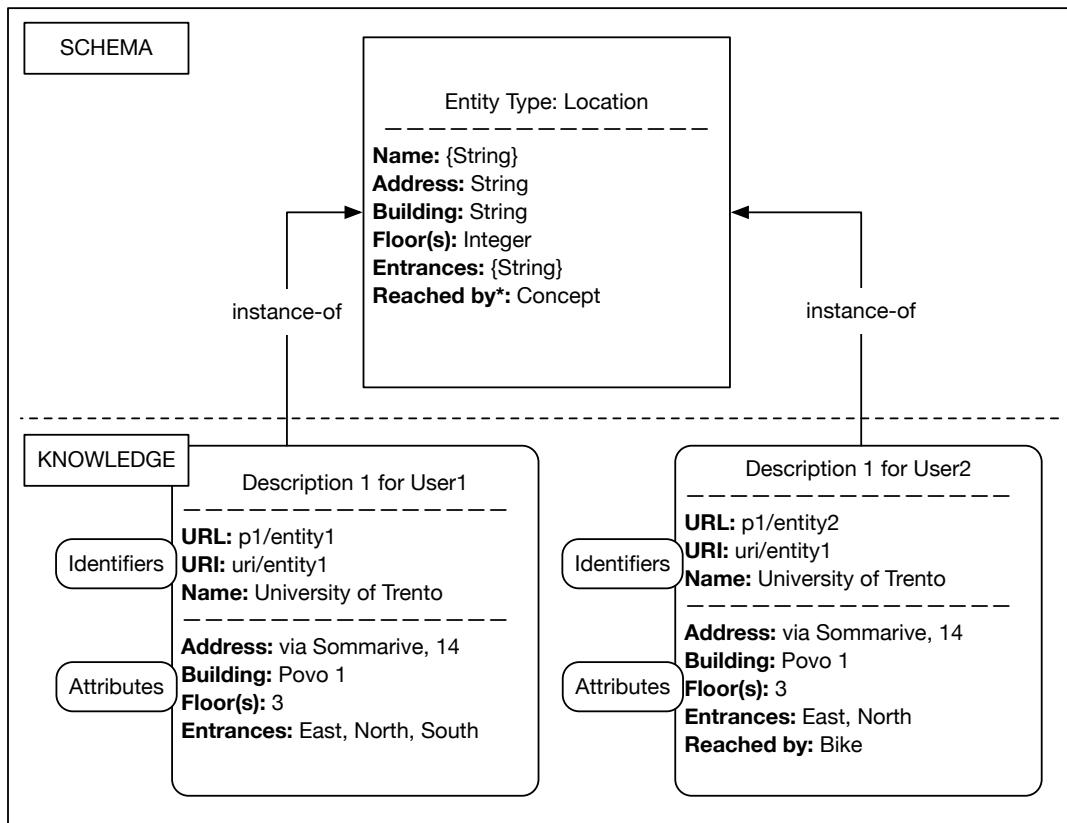 SCHEMA
Entity Type: Location
Name: {String}
Address: String
Building: String
Floor(s): Integer
Entrances: {String}
Reached by*: Concept
instance-of
instance-of
KNOWLEDGE
Description 1 for User1
Identifiers
URL: p1/entity1
URI: uri/entity1
Name: University of Trento
Attributes
Address: via Sommarive, 14
Building: Povo 1
Floor(s): 3
Entrances: East, North, South
Description 1 for User2
Identifiers
URL: p1/entity2
URI: uri/entity1
Name: University of Trento
Attributes
Address: via Sommarive, 14
Building: Povo 1
Floor(s): 3
Entrances: East, North
Reached by: Bike